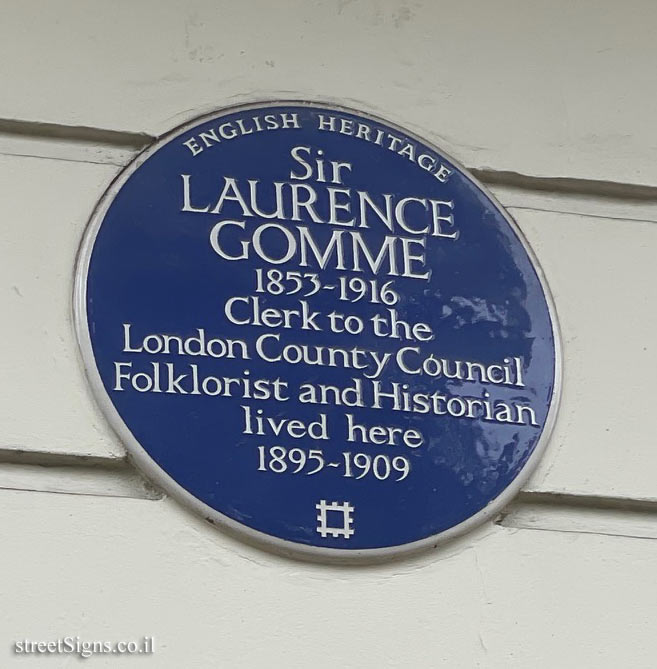 ENGLISH HERITAGE
Sir
LAURENCE
GOMME
1853-1916
Clerk to the
London County Council
Folklorist and Historian
lived here
1895-1909
streetSigns.co.il